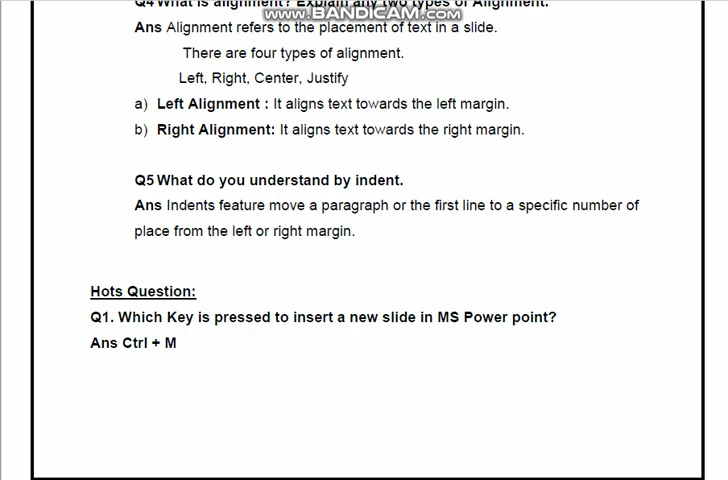 Q4 What is alignment? Explain any two types of Alignment.
www.BANDICAM.com
Ans Alignment refers to the placement of text in a slide.
There are four types of alignment.
Left, Right, Center, Justify
a) Left Alignment : It aligns text towards the left margin.
b) Right Alignment: It aligns text towards the right margin.
Q5 What do you understand by indent.
Ans Indents feature move a paragraph or the first line to a specific number of
place from the left or right margin.
Hots Question:
Q1. Which Key is pressed to insert a new slide in MS Power point?
Ans Ctrl + M